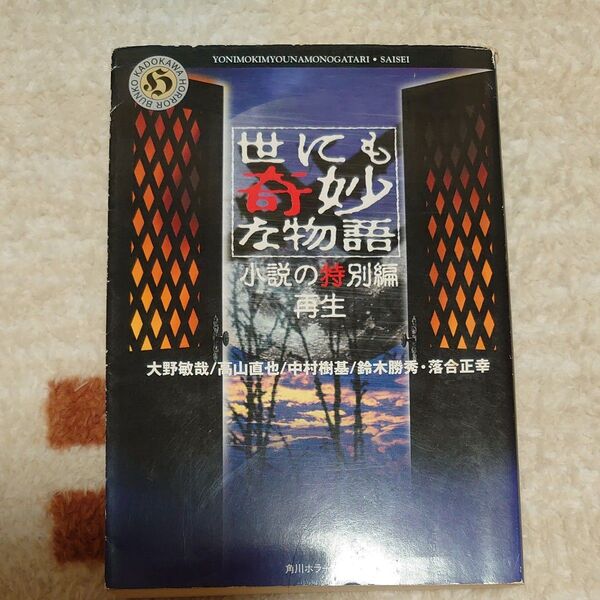 YONIMOKIMYOUNAMONOGATARI・SAISEI
KADOKAWA HORROR BUNKO
H
世にも
奇妙
な物語
小説の特別編
再生
大野敏哉/高山直也/中村樹基/鈴木勝秀・落合正幸
角川ホラー